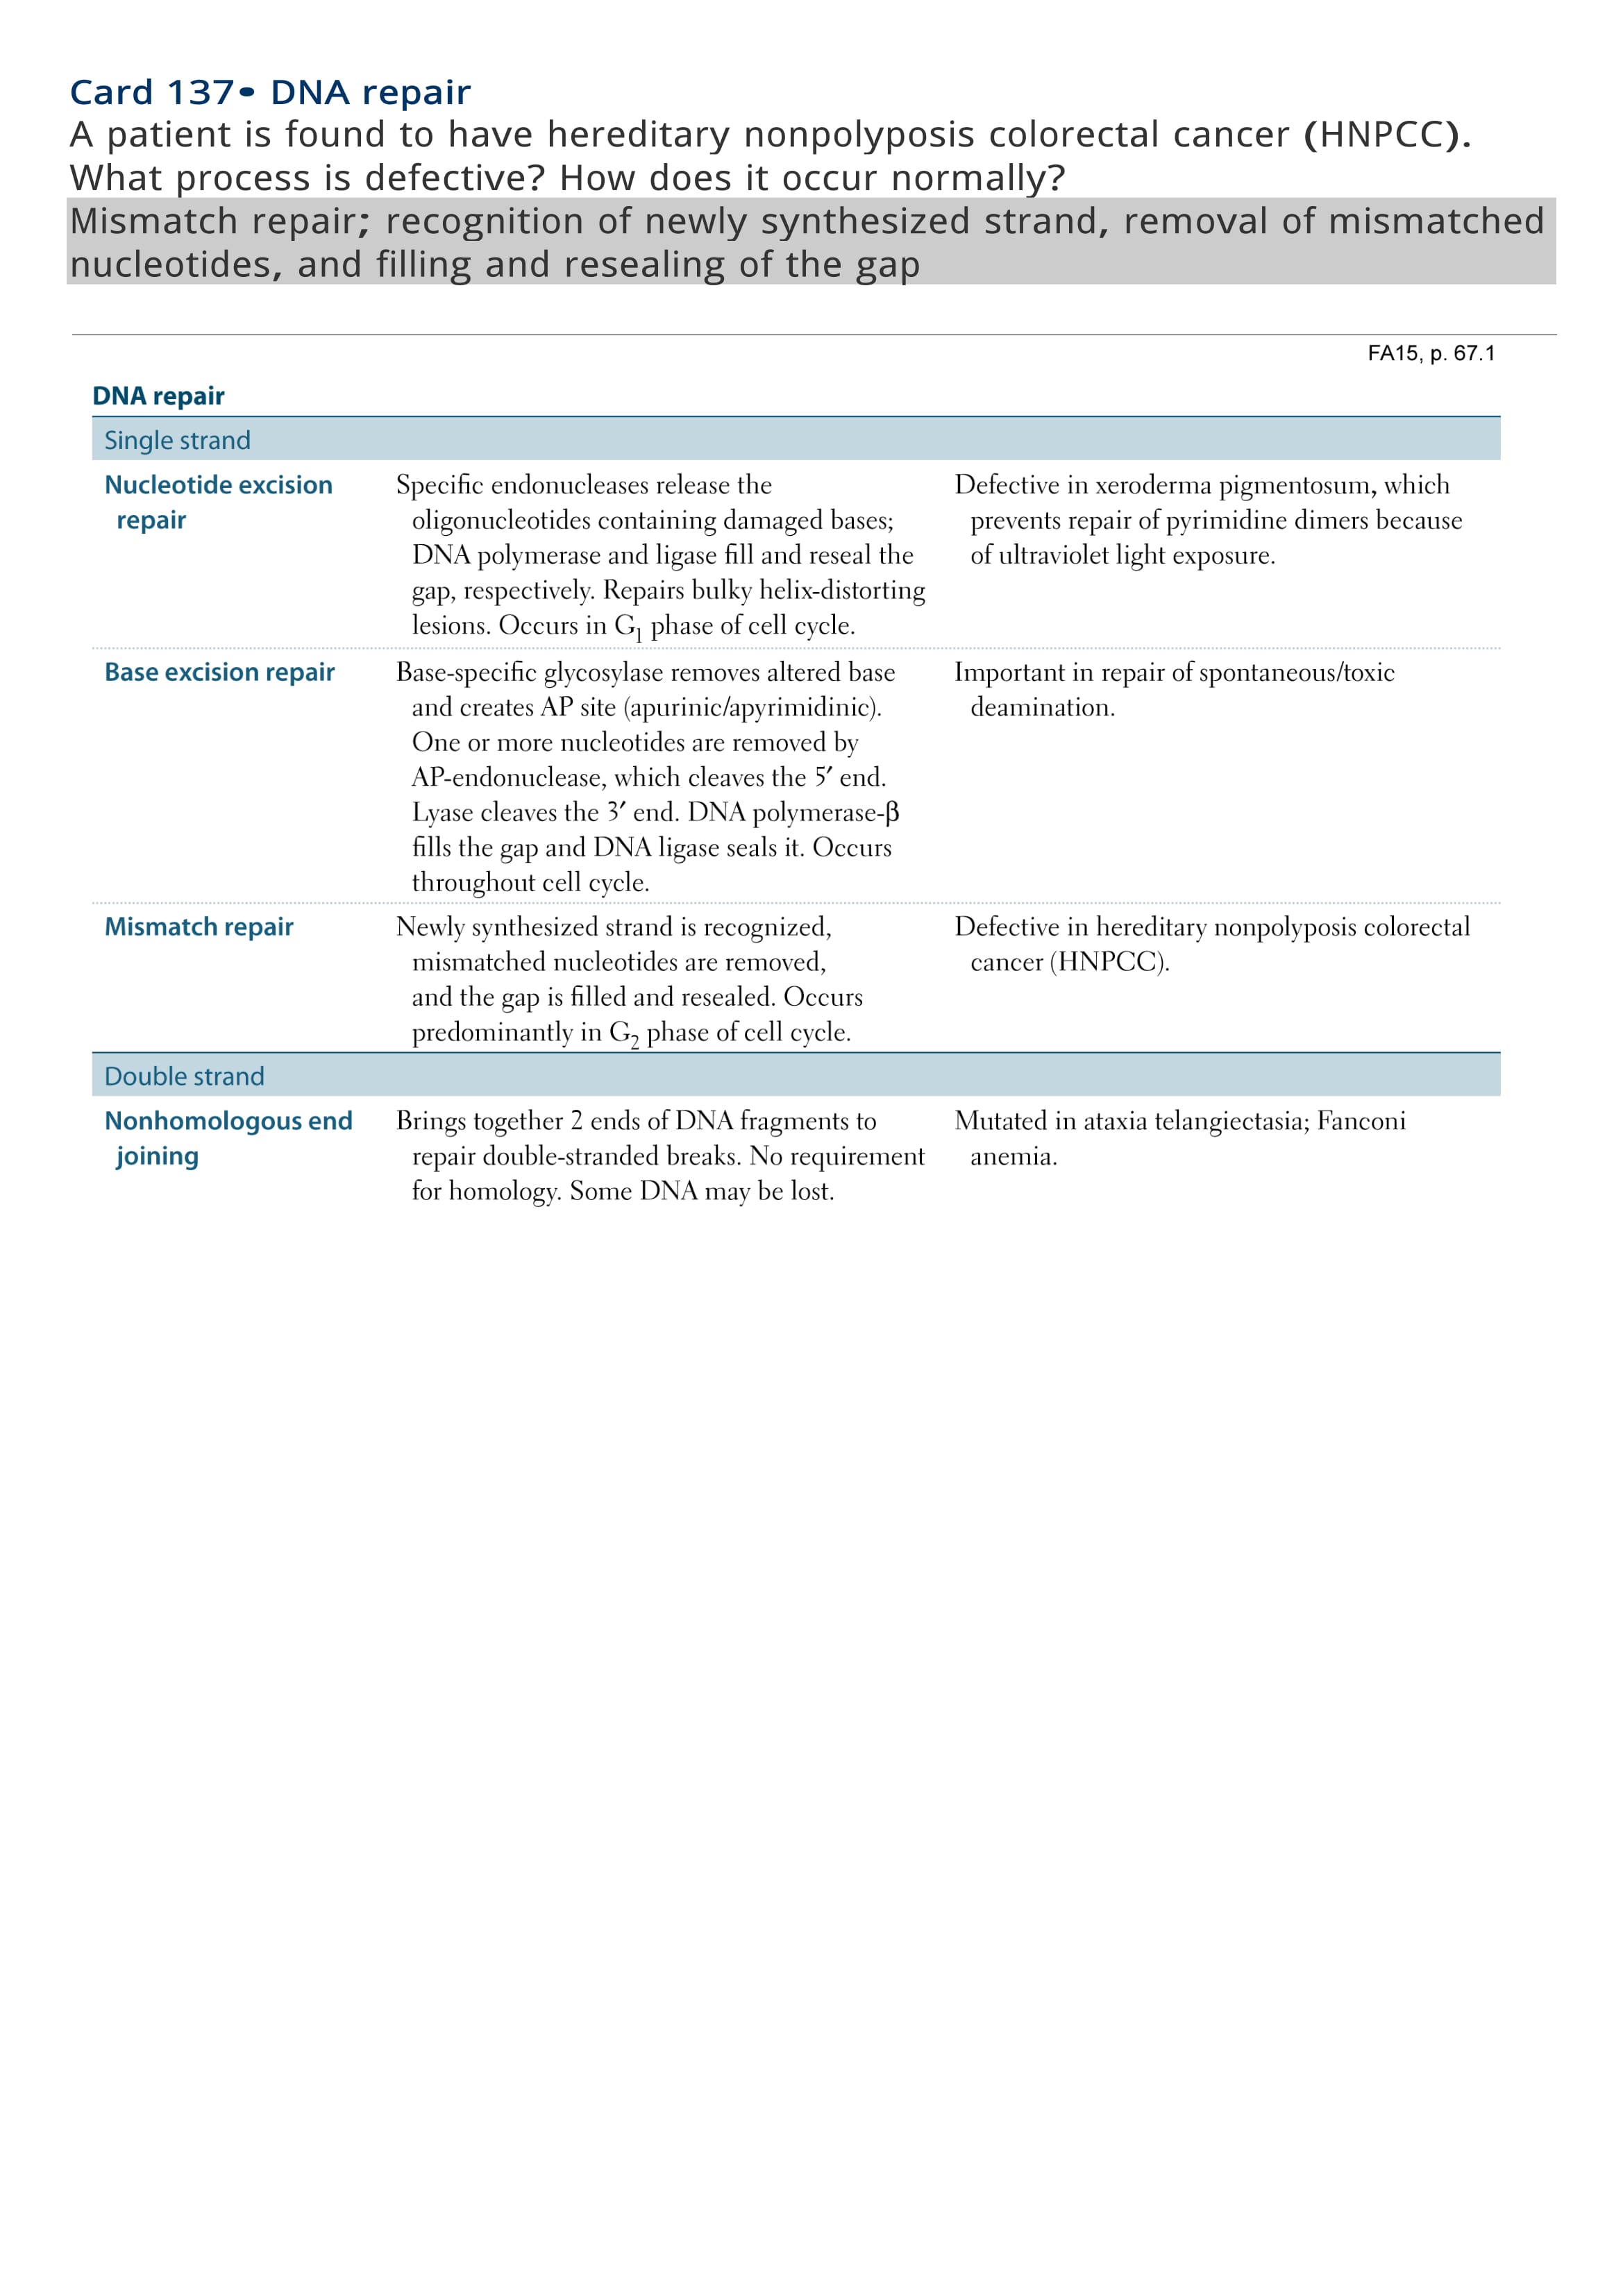 Card 137• DNA repair
A patient is found to have hereditary nonpolyposis colorectal cancer (HNPCC).
What process is defective? How does it occur normally?
Mismatch repair; recognition of newly synthesized strand, removal of mismatched
nucleotides, and filling and resealing of the gap
FA15, p. 67.1
DNA repair
Single strand
Nucleotide excision
repair
Specific endonucleases release the
oligonucleotides containing damaged bases;
DNA polymerase and ligase fill and reseal the
gap, respectively. Repairs bulky helix-distorting
lesions. Occurs in G1 phase of cell cycle.
Defective in xeroderma pigmentosum, which
prevents repair of pyrimidine dimers because
of ultraviolet light exposure.
Base excision repair
Base-specific glycosylase removes altered base
and creates AP site (apurinic/apyrimidinic).
One or more nucleotides are removed by
AP-endonuclease, which cleaves the 5′ end.
Lyase cleaves the 3′ end. DNA polymerase-β
fills the gap and DNA ligase seals it. Occurs
throughout cell cycle.
Important in repair of spontaneous/toxic
deamination.
Mismatch repair
Newly synthesized strand is recognized,
mismatched nucleotides are removed,
and the gap is filled and resealed. Occurs
predominantly in G2 phase of cell cycle.
Defective in hereditary nonpolyposis colorectal
cancer (HNPCC).
Double strand
Nonhomologous end
joining
Brings together 2 ends of DNA fragments to
repair double-stranded breaks. No requirement
for homology. Some DNA may be lost.
Mutated in ataxia telangiectasia; Fanconi
anemia.